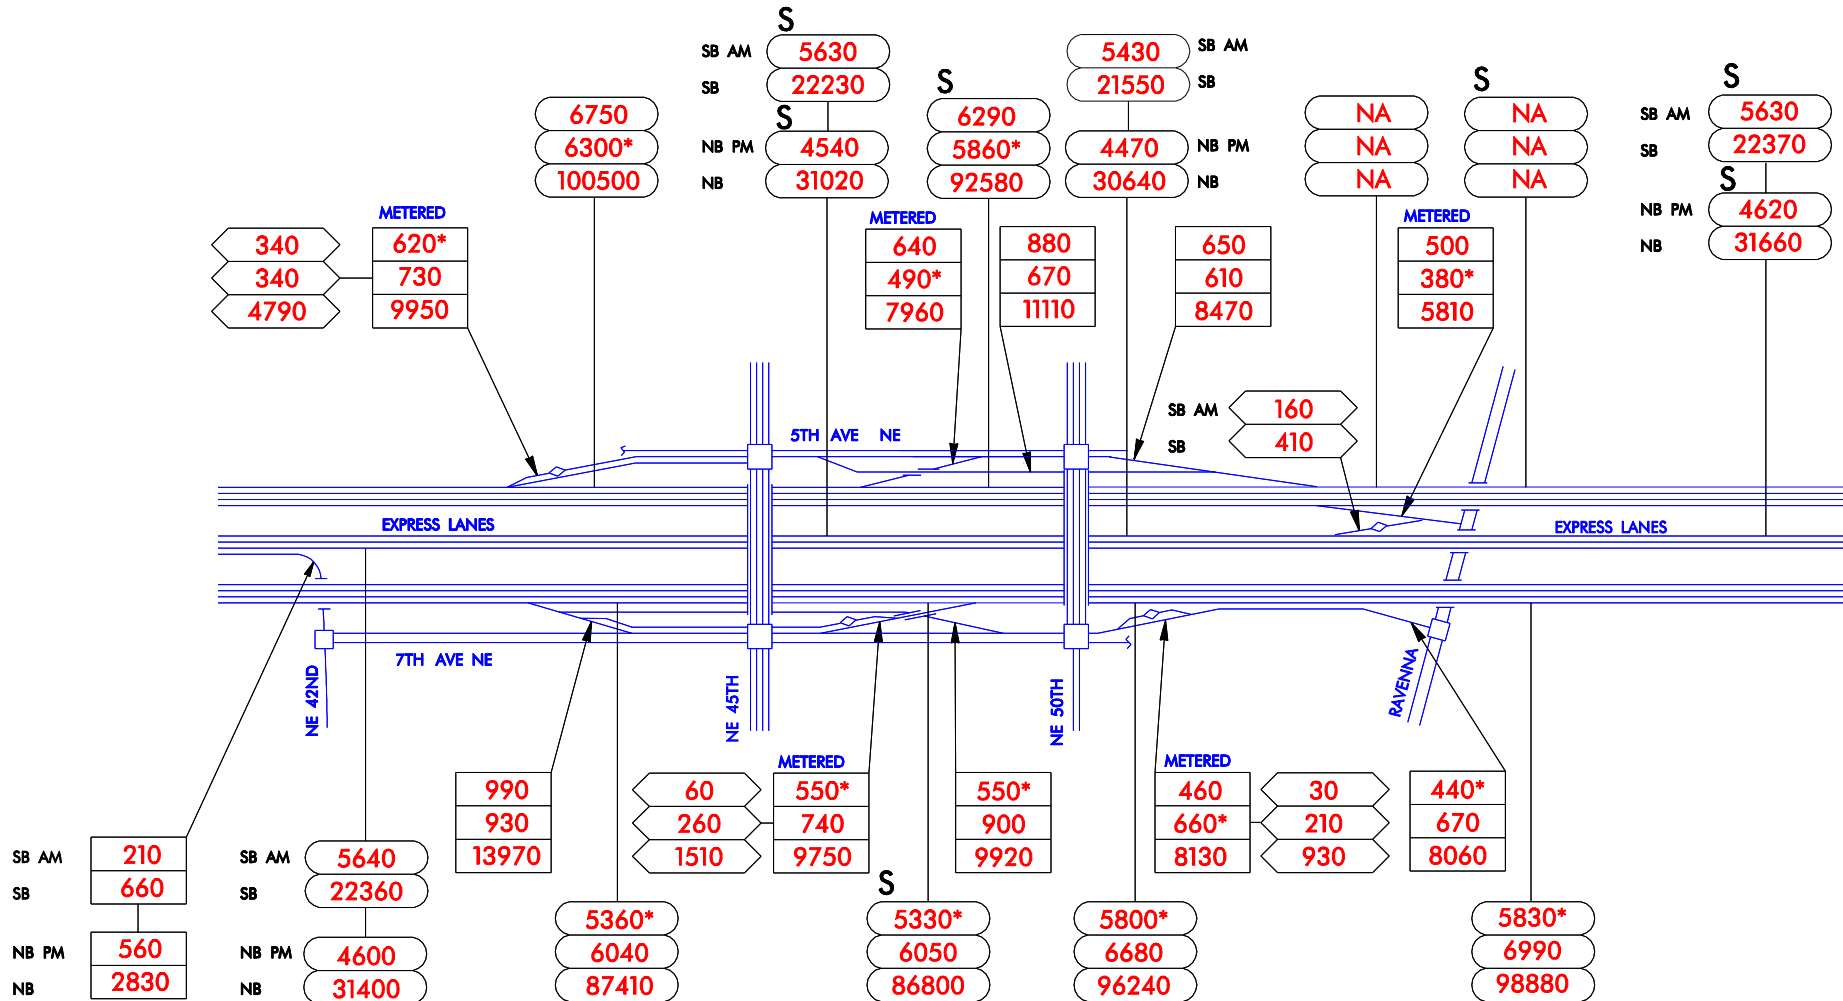 S
SB AM 5630
SB 22230
S
NB PM 4540
NB 31020
5430 SB AM
21550 SB
4470 NB PM
30640 NB
6750
6300*
100500
S
6290
5860*
92580
NA
NA
NA
S
NA
NA
NA
S
SB AM 5630
SB 22370
S
NB PM 4620
NB 31660
340
340
4790
METERED
620*
730
9950
METERED
640
490*
7960
880
670
11110
650
610
8470
METERED
500
380*
5810
SB AM 160
SB 410
5TH AVE NE
EXPRESS LANES
EXPRESS LANES
7TH AVE NE
NE 42ND
NE 45TH
NE 50TH
RAVENNA
SB AM 210
SB 660
NB PM 560
NB 2830
SB AM 5640
SB 22360
NB PM 4600
NB 31400
990
930
13970
5360*
6040
87410
60
260
1510
METERED
550*
740
9750
S
5330*
6050
86800
550*
900
9920
5800*
6680
96240
METERED
460
660*
8130
30
210
930
440*
670
8060
5830*
6990
98880